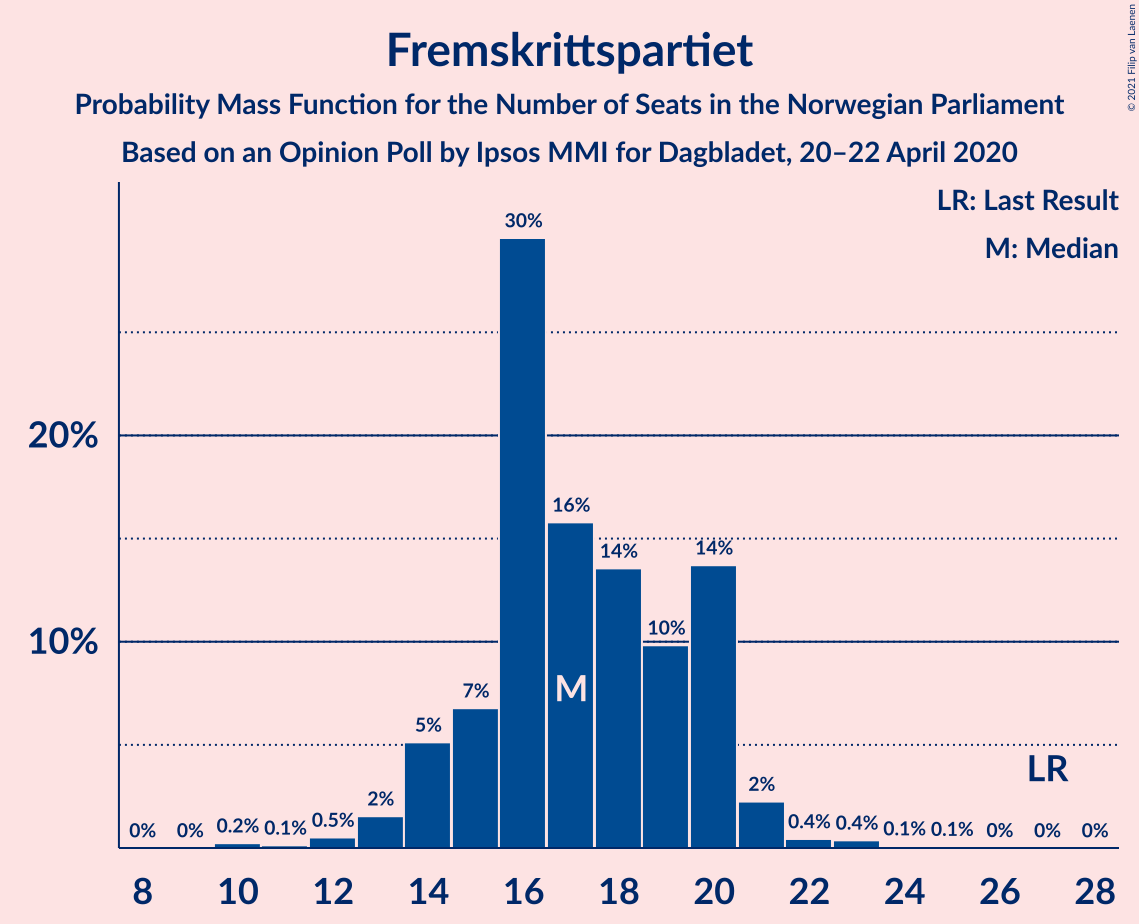 Fremskrittspartiet
Probability Mass Function for the Number of Seats in the Norwegian Parliament
Based on an Opinion Poll by Ipsos MMI for Dagbladet, 20–22 April 2020
© 2021 Filip van Laenen
LR: Last Result
M: Median
20%
10%
0% 0% 0.2% 0.1% 0.5% 2% 5% 7% 30% 16% 14% 10% 14% 2% 0.4% 0.4% 0.1% 0.1% 0% 0% 0%
M
LR
8 10 12 14 16 18 20 22 24 26 28